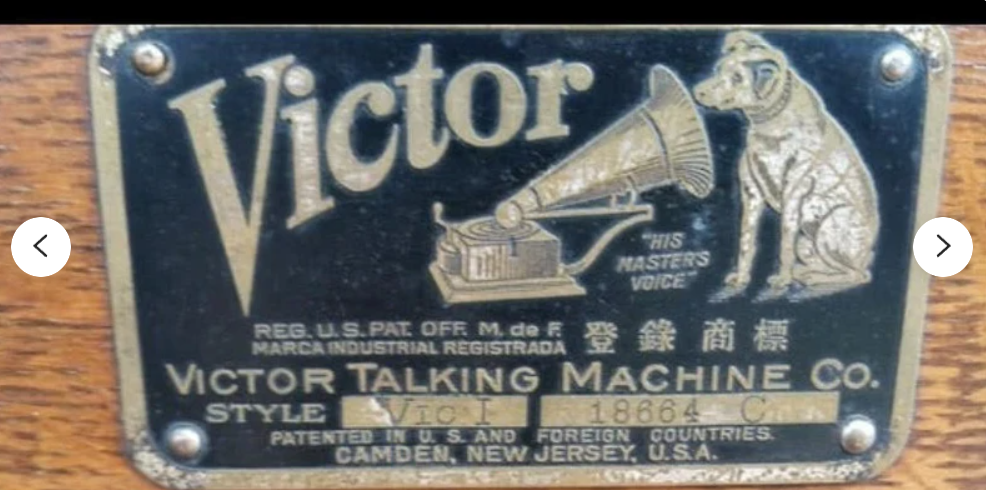 Victor
"HIS
MASTER'S
VOICE"
REG. U.S. PAT. OFF. M. de F.
MARCA INDUSTRIAL REGISTRADA
登錄商標
VICTOR TALKING MACHINE CO.
STYLE VIC I 18664 C
PATENTED IN U.S. AND FOREIGN COUNTRIES.
CAMDEN, NEW JERSEY, U.S.A.